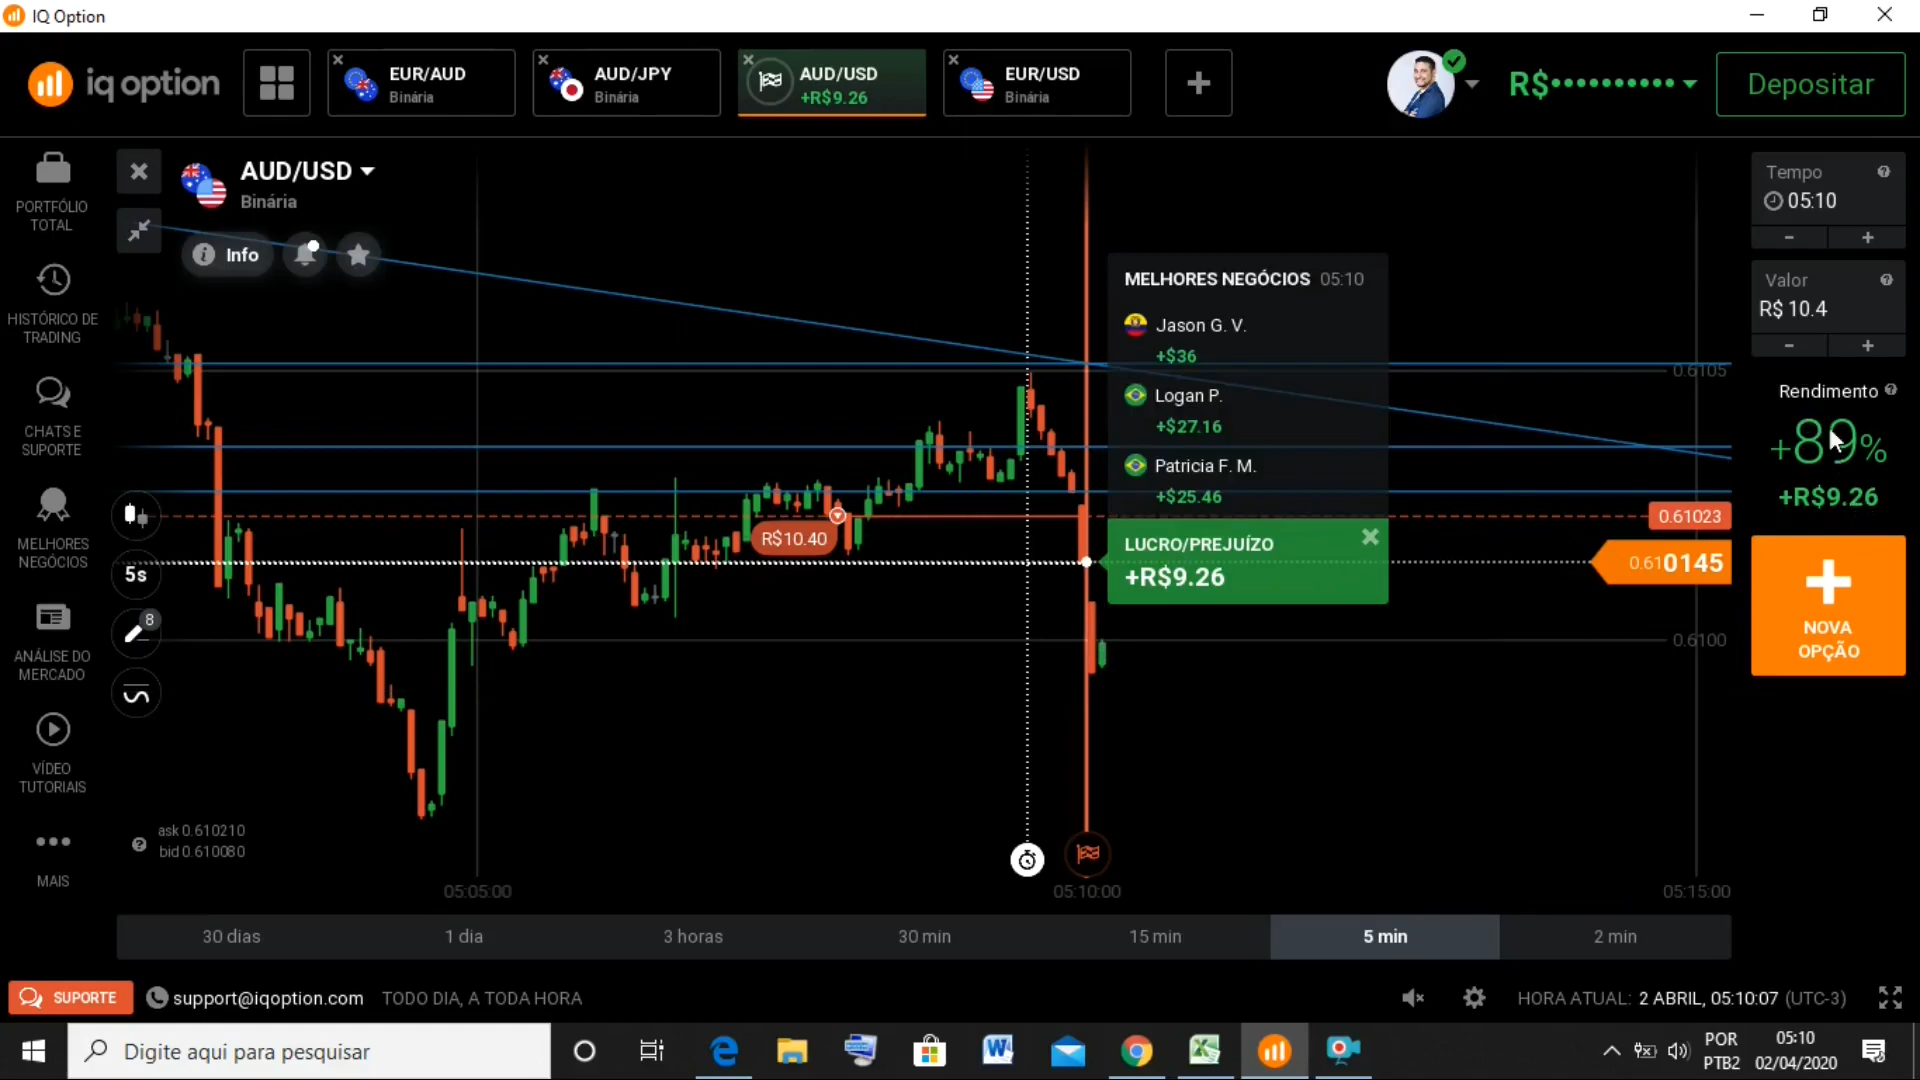 IQ Option
iq option
EUR/AUD
Binária
AUD/JPY
Binária
AUD/USD
+R$9.26
EUR/USD
Binária
R$••••••••••
Depositar
PORTFÓLIO
TOTAL
HISTÓRICO DE
TRADING
CHATS E
SUPORTE
MELHORES
NEGÓCIOS
ANÁLISE DO
MERCADO
VÍDEO
TUTORIAIS
MAIS
AUD/USD
Binária
Info
5s
8
ask 0.610210
bid 0.610080
R$10.40
MELHORES NEGÓCIOS 05:10
Jason G. V.
+$36
Logan P.
+$27.16
Patricia F. M.
+$25.46
LUCRO/PREJUÍZO
+R$9.26
0.6105
0.61023
0.610145
0.6100
05:05:00
05:10:00
05:15:00
Tempo
05:10
- +
Valor
R$ 10.4
- +
Rendimento
+89%
+R$9.26
NOVA
OPÇÃO
30 dias
1 dia
3 horas
30 min
15 min
5 min
2 min
SUPORTE
support@iqoption.com
TODO DIA, A TODA HORA
HORA ATUAL: 2 ABRIL, 05:10:07 (UTC-3)
Digite aqui para pesquisar
POR
PTB2
05:10
02/04/2020